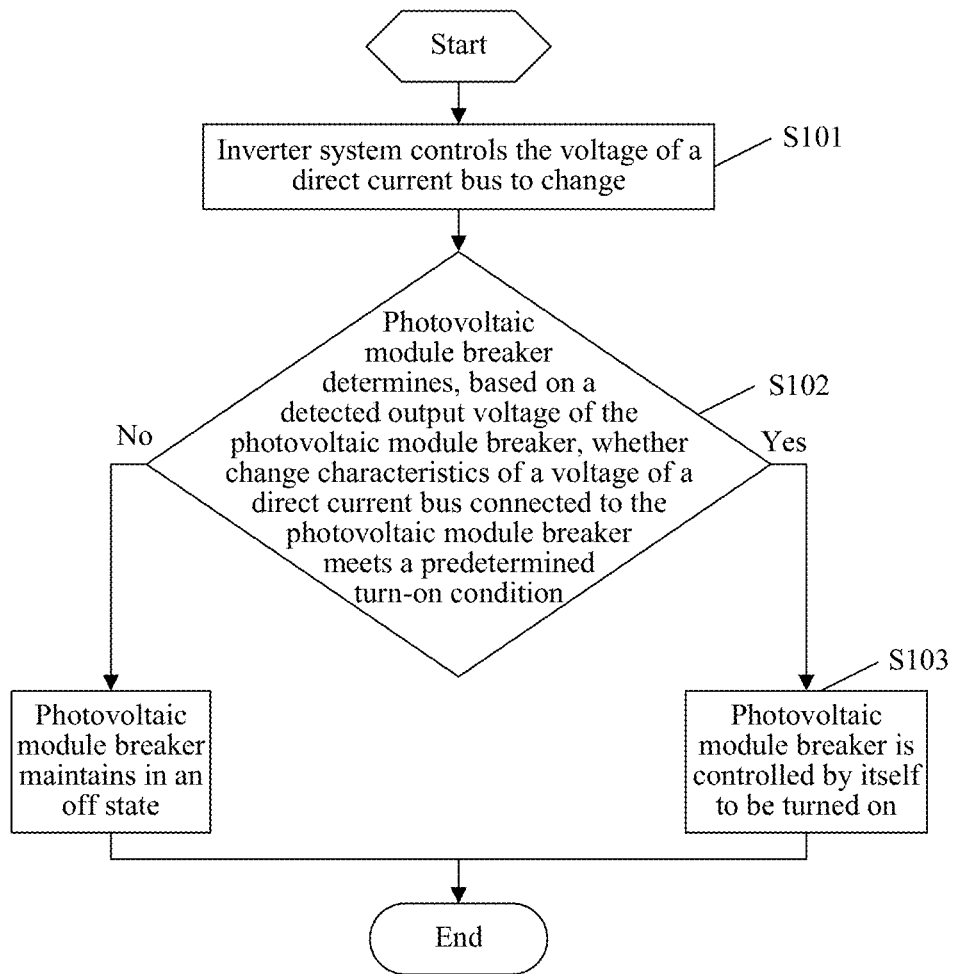 Start
Inverter system controls the voltage of a
direct current bus to change
S101
Photovoltaic
module breaker
determines, based on a
detected output voltage of the
photovoltaic module breaker, whether
change characteristics of a voltage of a
direct current bus connected to the
photovoltaic module breaker
meets a predetermined
turn-on condition
S102
No
Yes
Photovoltaic
module breaker
maintains in an
off state
S103
Photovoltaic
module breaker is
controlled by itself
to be turned on
End